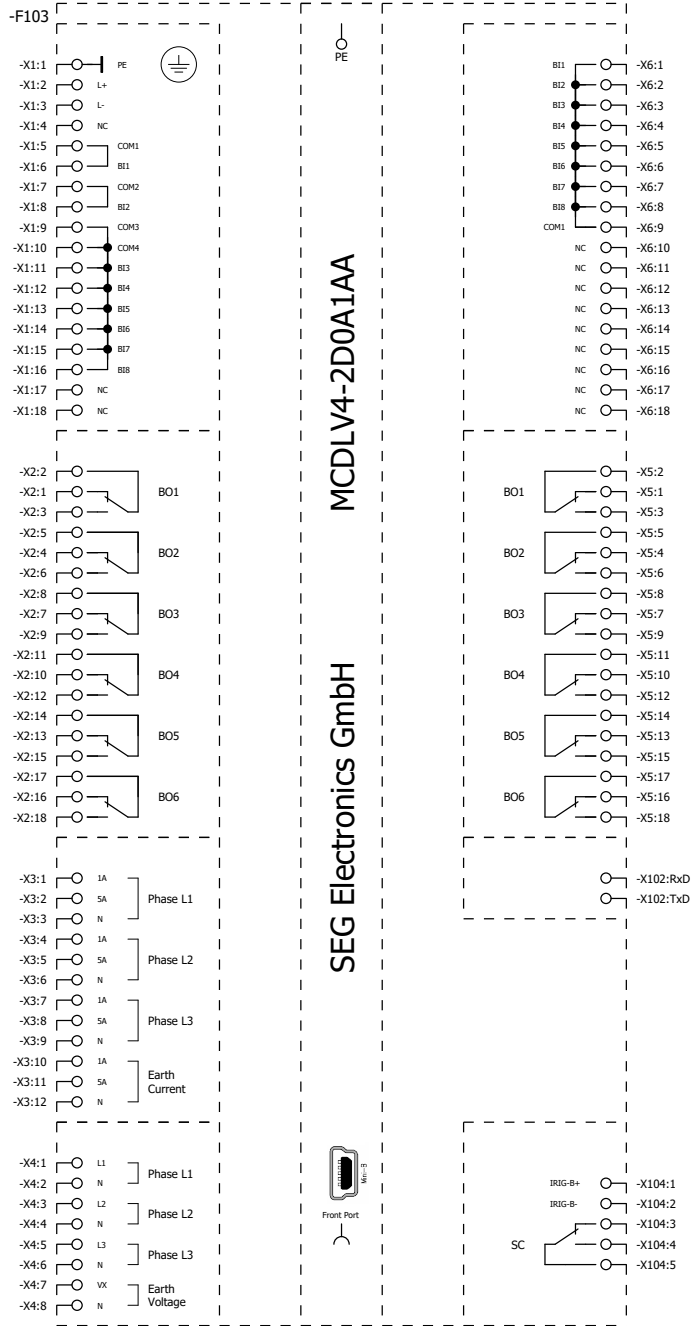 -F103
PE
-X1:1 PE
-X1:2 L+
-X1:3 L-
-X1:4 NC
-X1:5 COM1
-X1:6 BI1
-X1:7 COM2
-X1:8 BI2
-X1:9 COM3
-X1:10 COM4
-X1:11 BI3
-X1:12 BI4
-X1:13 BI5
-X1:14 BI6
-X1:15 BI7
-X1:16 BI8
-X1:17 NC
-X1:18 NC
-X2:2
-X2:1 BO1
-X2:3
-X2:5
-X2:4 BO2
-X2:6
-X2:8
-X2:7 BO3
-X2:9
-X2:11
-X2:10 BO4
-X2:12
-X2:14
-X2:13 BO5
-X2:15
-X2:17
-X2:16 BO6
-X2:18
-X3:1 1A
-X3:2 5A Phase L1
-X3:3 N
-X3:4 1A
-X3:5 5A Phase L2
-X3:6 N
-X3:7 1A
-X3:8 5A Phase L3
-X3:9 N
-X3:10 1A
-X3:11 5A Earth Current
-X3:12 N
-X4:1 L1
Phase L1
-X4:2 N
-X4:3 L2
Phase L2
-X4:4 N
-X4:5 L3
Phase L3
-X4:6 N
-X4:7 VX
Earth Voltage
-X4:8 N
MCDLV4-2D0A1AA
SEG Electronics GmbH
Mini-B
Front Port
BI1 -X6:1
BI2 -X6:2
BI3 -X6:3
BI4 -X6:4
BI5 -X6:5
BI6 -X6:6
BI7 -X6:7
BI8 -X6:8
COM1 -X6:9
NC -X6:10
NC -X6:11
NC -X6:12
NC -X6:13
NC -X6:14
NC -X6:15
NC -X6:16
NC -X6:17
NC -X6:18
-X5:2
BO1 -X5:1
-X5:3
-X5:5
BO2 -X5:4
-X5:6
-X5:8
BO3 -X5:7
-X5:9
-X5:11
BO4 -X5:10
-X5:12
-X5:14
BO5 -X5:13
-X5:15
-X5:17
BO6 -X5:16
-X5:18
-X102:RxD
-X102:TxD
IRIG-B+ -X104:1
IRIG-B- -X104:2
-X104:3
SC -X104:4
-X104:5